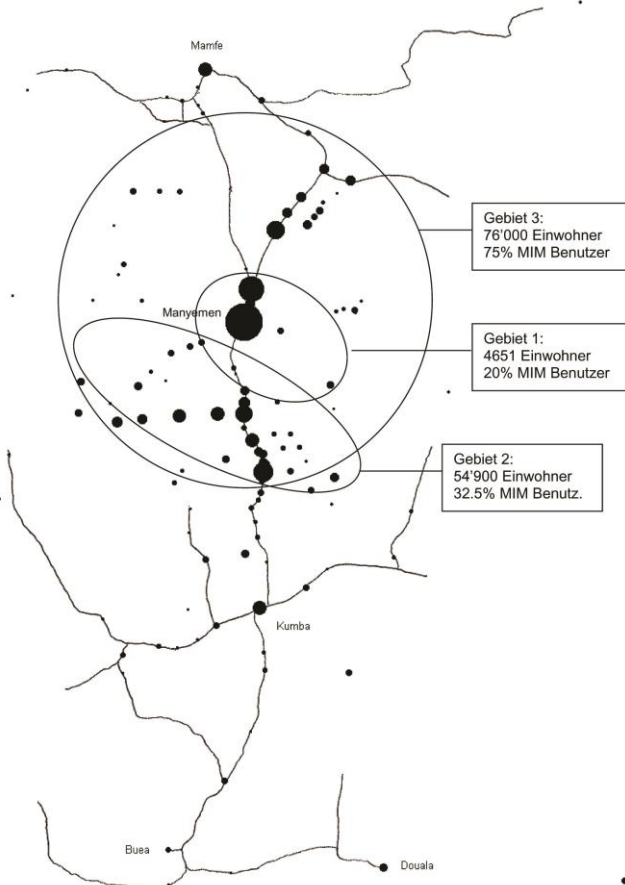 Mamfe
Gebiet 3:
76'000 Einwohner
75% MIM Benutzer
Manyemen
Gebiet 1:
4651 Einwohner
20% MIM Benutzer
Gebiet 2:
54'900 Einwohner
32.5% MIM Benutz.
Kumba
Buea
Douala